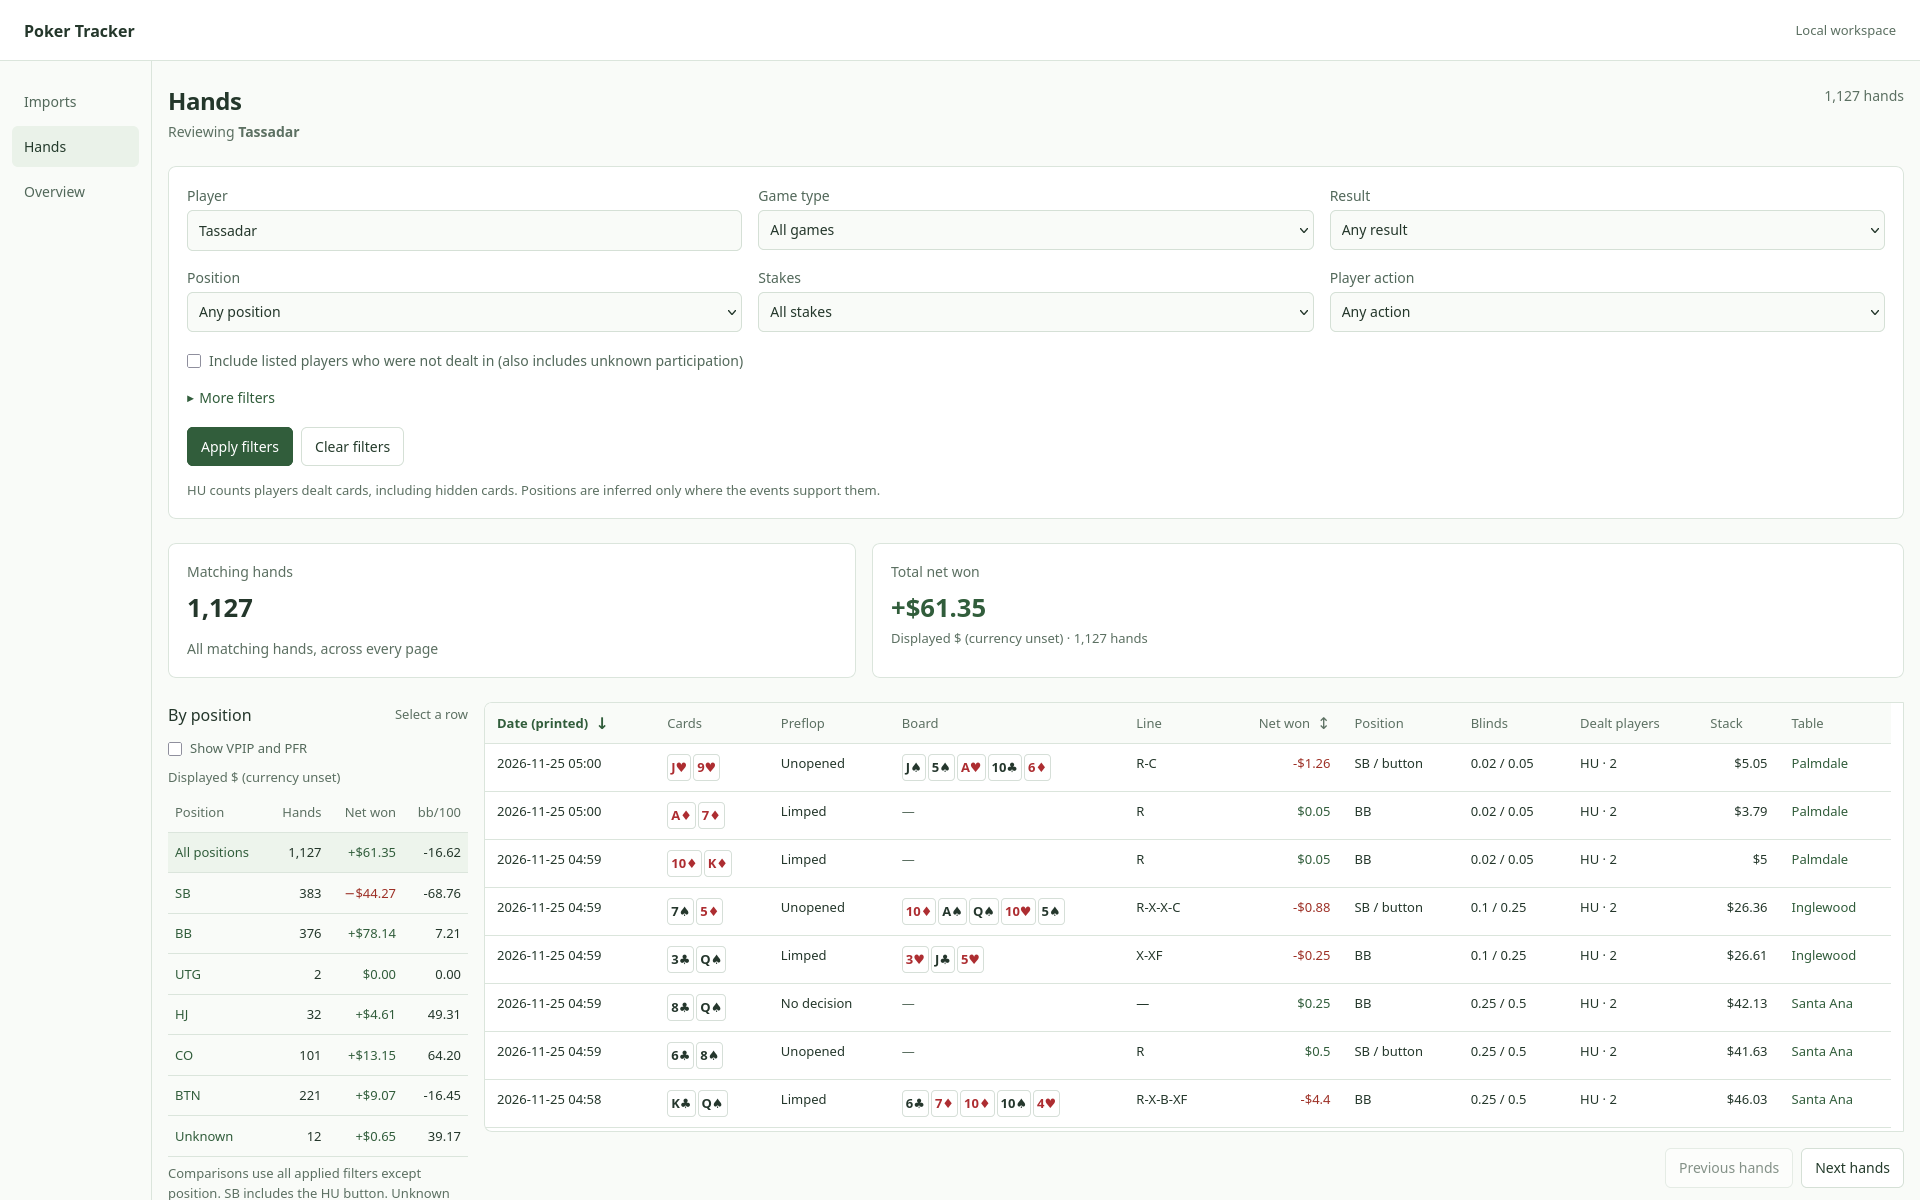 Poker Tracker
Local workspace
Imports
Hands
Overview
Hands
1,127 hands
Reviewing Tassadar
Player
Game type
Result
Tassadar
All games
Any result
Position
Stakes
Player action
Any position
All stakes
Any action
Include listed players who were not dealt in (also includes unknown participation)
▸ More filters
Apply filters
Clear filters
HU counts players dealt cards, including hidden cards. Positions are inferred only where the events support them.
Matching hands
1,127
All matching hands, across every page
Total net won
+$61.35
Displayed $ (currency unset) · 1,127 hands
By position
Select a row
Show VPIP and PFR
Displayed $ (currency unset)
Position Hands Net won bb/100
All positions 1,127 +$61.35 -16.62
SB 383 −$44.27 -68.76
BB 376 +$78.14 7.21
UTG 2 $0.00 0.00
HJ 32 +$4.61 49.31
CO 101 +$13.15 64.20
BTN 221 +$9.07 -16.45
Unknown 12 +$0.65 39.17
Comparisons use all applied filters except
position. SB includes the HU button. Unknown
Date (printed) ↓ Cards Preflop Board Line Net won ↕ Position Blinds Dealt players Stack Table
2026-11-25 05:00 J♥ 9♥ Unopened J♠ 5♠ A♥ 10♣ 6♦ R-C -$1.26 SB / button 0.02 / 0.05 HU · 2 $5.05 Palmdale
2026-11-25 05:00 A♦ 7♦ Limped — R $0.05 BB 0.02 / 0.05 HU · 2 $3.79 Palmdale
2026-11-25 04:59 10♦ K♦ Limped — R $0.05 BB 0.02 / 0.05 HU · 2 $5 Palmdale
2026-11-25 04:59 7♠ 5♦ Unopened 10♦ A♠ Q♠ 10♥ 5♠ R-X-X-C -$0.88 SB / button 0.1 / 0.25 HU · 2 $26.36 Inglewood
2026-11-25 04:59 3♣ Q♠ Limped 3♥ J♣ 5♥ X-XF -$0.25 BB 0.1 / 0.25 HU · 2 $26.61 Inglewood
2026-11-25 04:59 8♣ Q♠ No decision — — $0.25 BB 0.25 / 0.5 HU · 2 $42.13 Santa Ana
2026-11-25 04:59 6♣ 8♠ Unopened — R $0.5 SB / button 0.25 / 0.5 HU · 2 $41.63 Santa Ana
2026-11-25 04:58 K♣ Q♠ Limped 6♣ 7♦ 10♦ 10♠ 4♥ R-X-B-XF -$4.4 BB 0.25 / 0.5 HU · 2 $46.03 Santa Ana
Previous hands
Next hands